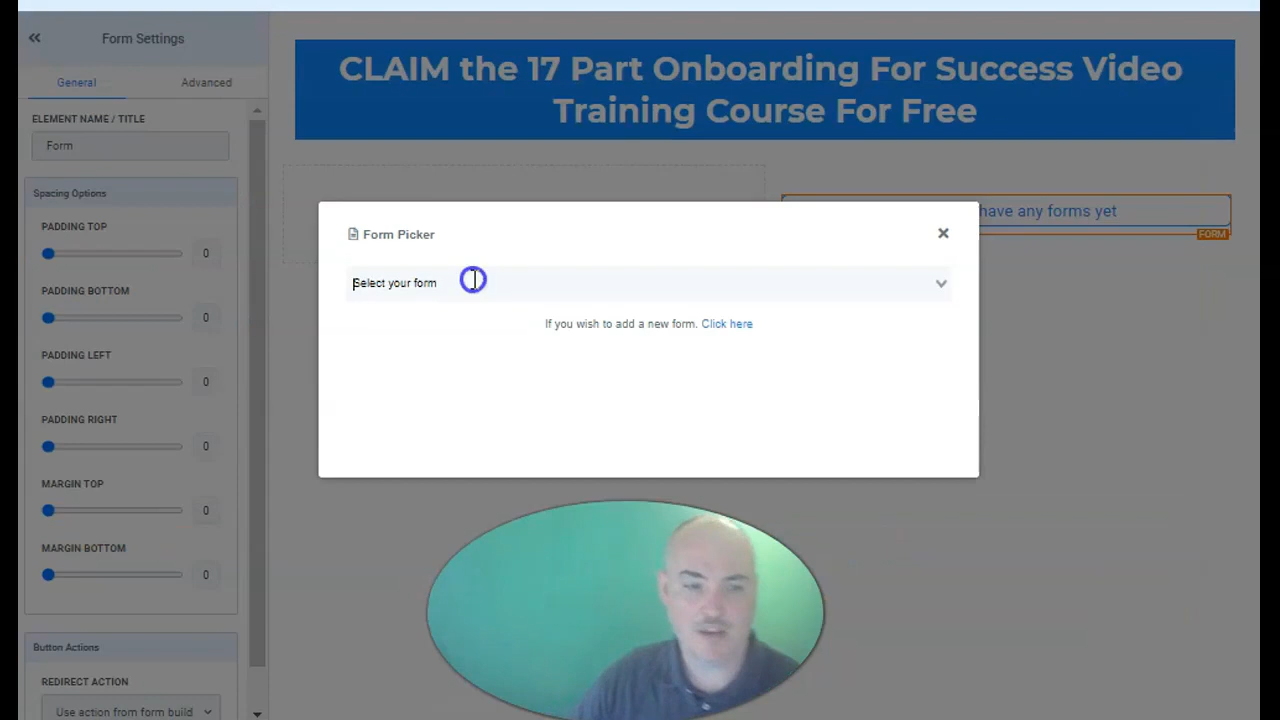 Form Settings
General
Advanced
ELEMENT NAME / TITLE
Form
Spacing Options
PADDING TOP
0
PADDING BOTTOM
0
PADDING LEFT
0
PADDING RIGHT
0
MARGIN TOP
0
MARGIN BOTTOM
0
Button Actions
REDIRECT ACTION
Use action from form build
CLAIM the 17 Part Onboarding For Success Video
Training Course For Free
have any forms yet
FORM
Form Picker
Select your form
If you wish to add a new form. Click here